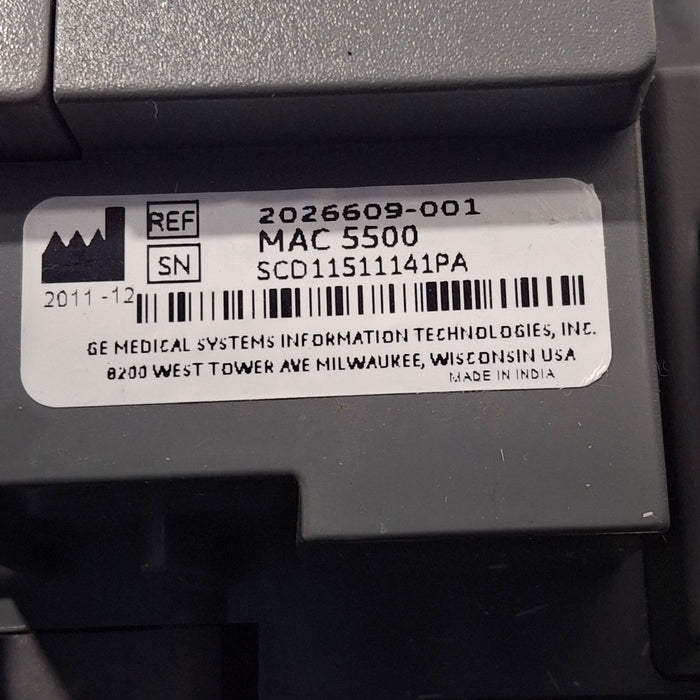 REF 2026609-001
MAC 5500
SN SCD11511141PA
2011-12
GE MEDICAL SYSTEMS INFORMATION TECHNOLOGIES, INC.
8200 WEST TOWER AVE MILWAUKEE, WISCONSIN USA
MADE IN INDIA